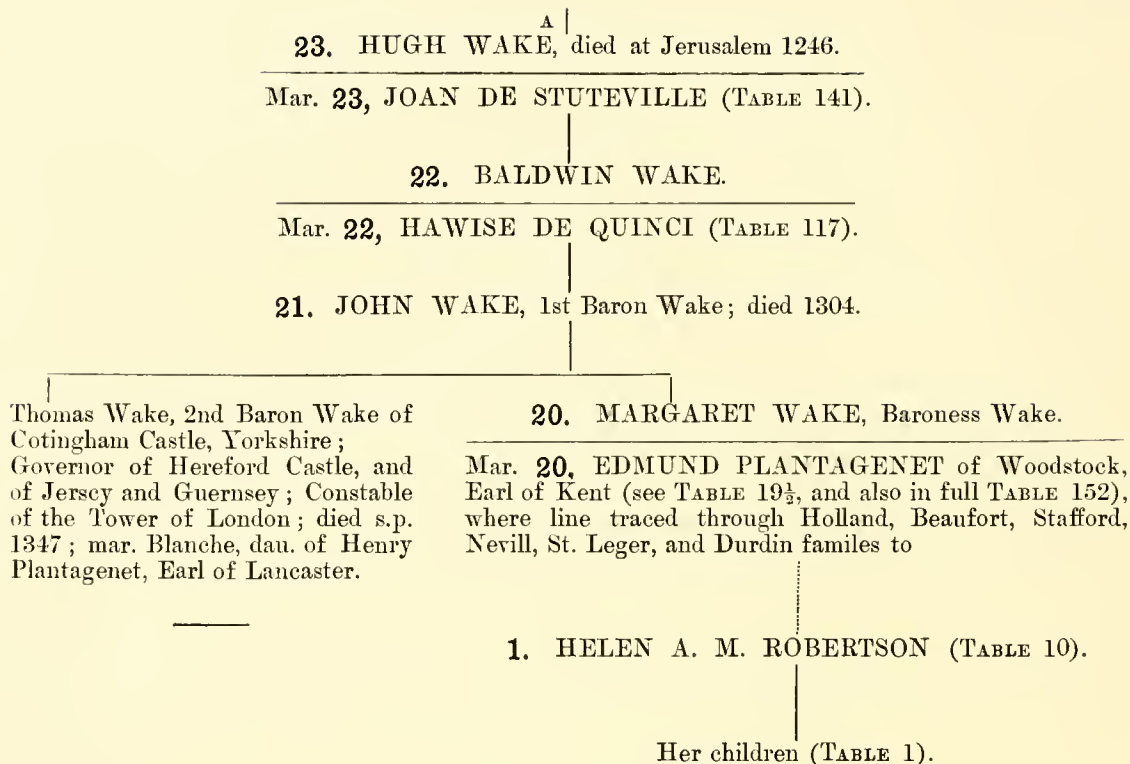 A
23. HUGH WAKE, died at Jerusalem 1246.
Mar. 23, JOAN DE STUTEVILLE (TABLE 141).
22. BALDWIN WAKE.
Mar. 22, HAWISE DE QUINCI (TABLE 117).
21. JOHN WAKE, 1st Baron Wake; died 1304.
Thomas Wake, 2nd Baron Wake of
Cotingham Castle, Yorkshire;
Governor of Hereford Castle, and
of Jersey and Guernsey; Constable
of the Tower of London; died s.p.
1347; mar. Blanche, dau. of Henry
Plantagenet, Earl of Lancaster.
20. MARGARET WAKE, Baroness Wake.
Mar. 20, EDMUND PLANTAGENET of Woodstock,
Earl of Kent (see TABLE 19½, and also in full TABLE 152),
where line traced through Holland, Beaufort, Stafford,
Nevill, St. Leger, and Durdin familes to
1. HELEN A. M. ROBERTSON (TABLE 10).
Her children (TABLE 1).